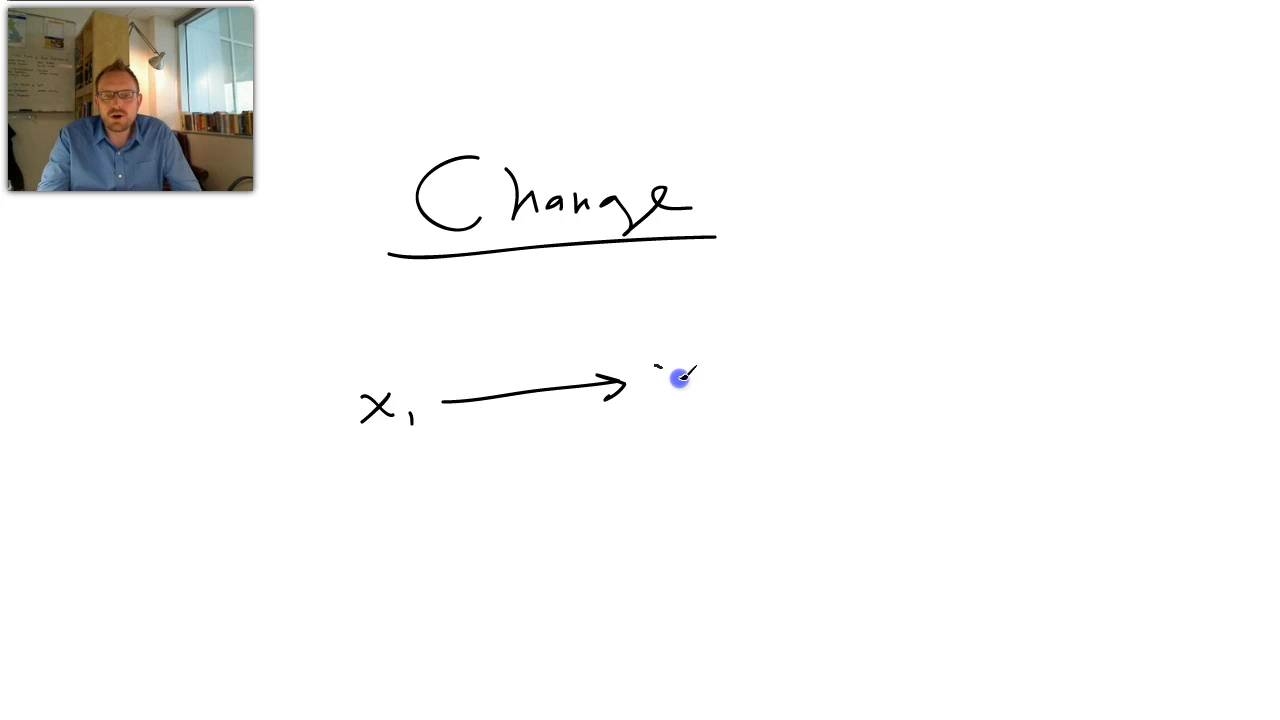 Change
x₁ →